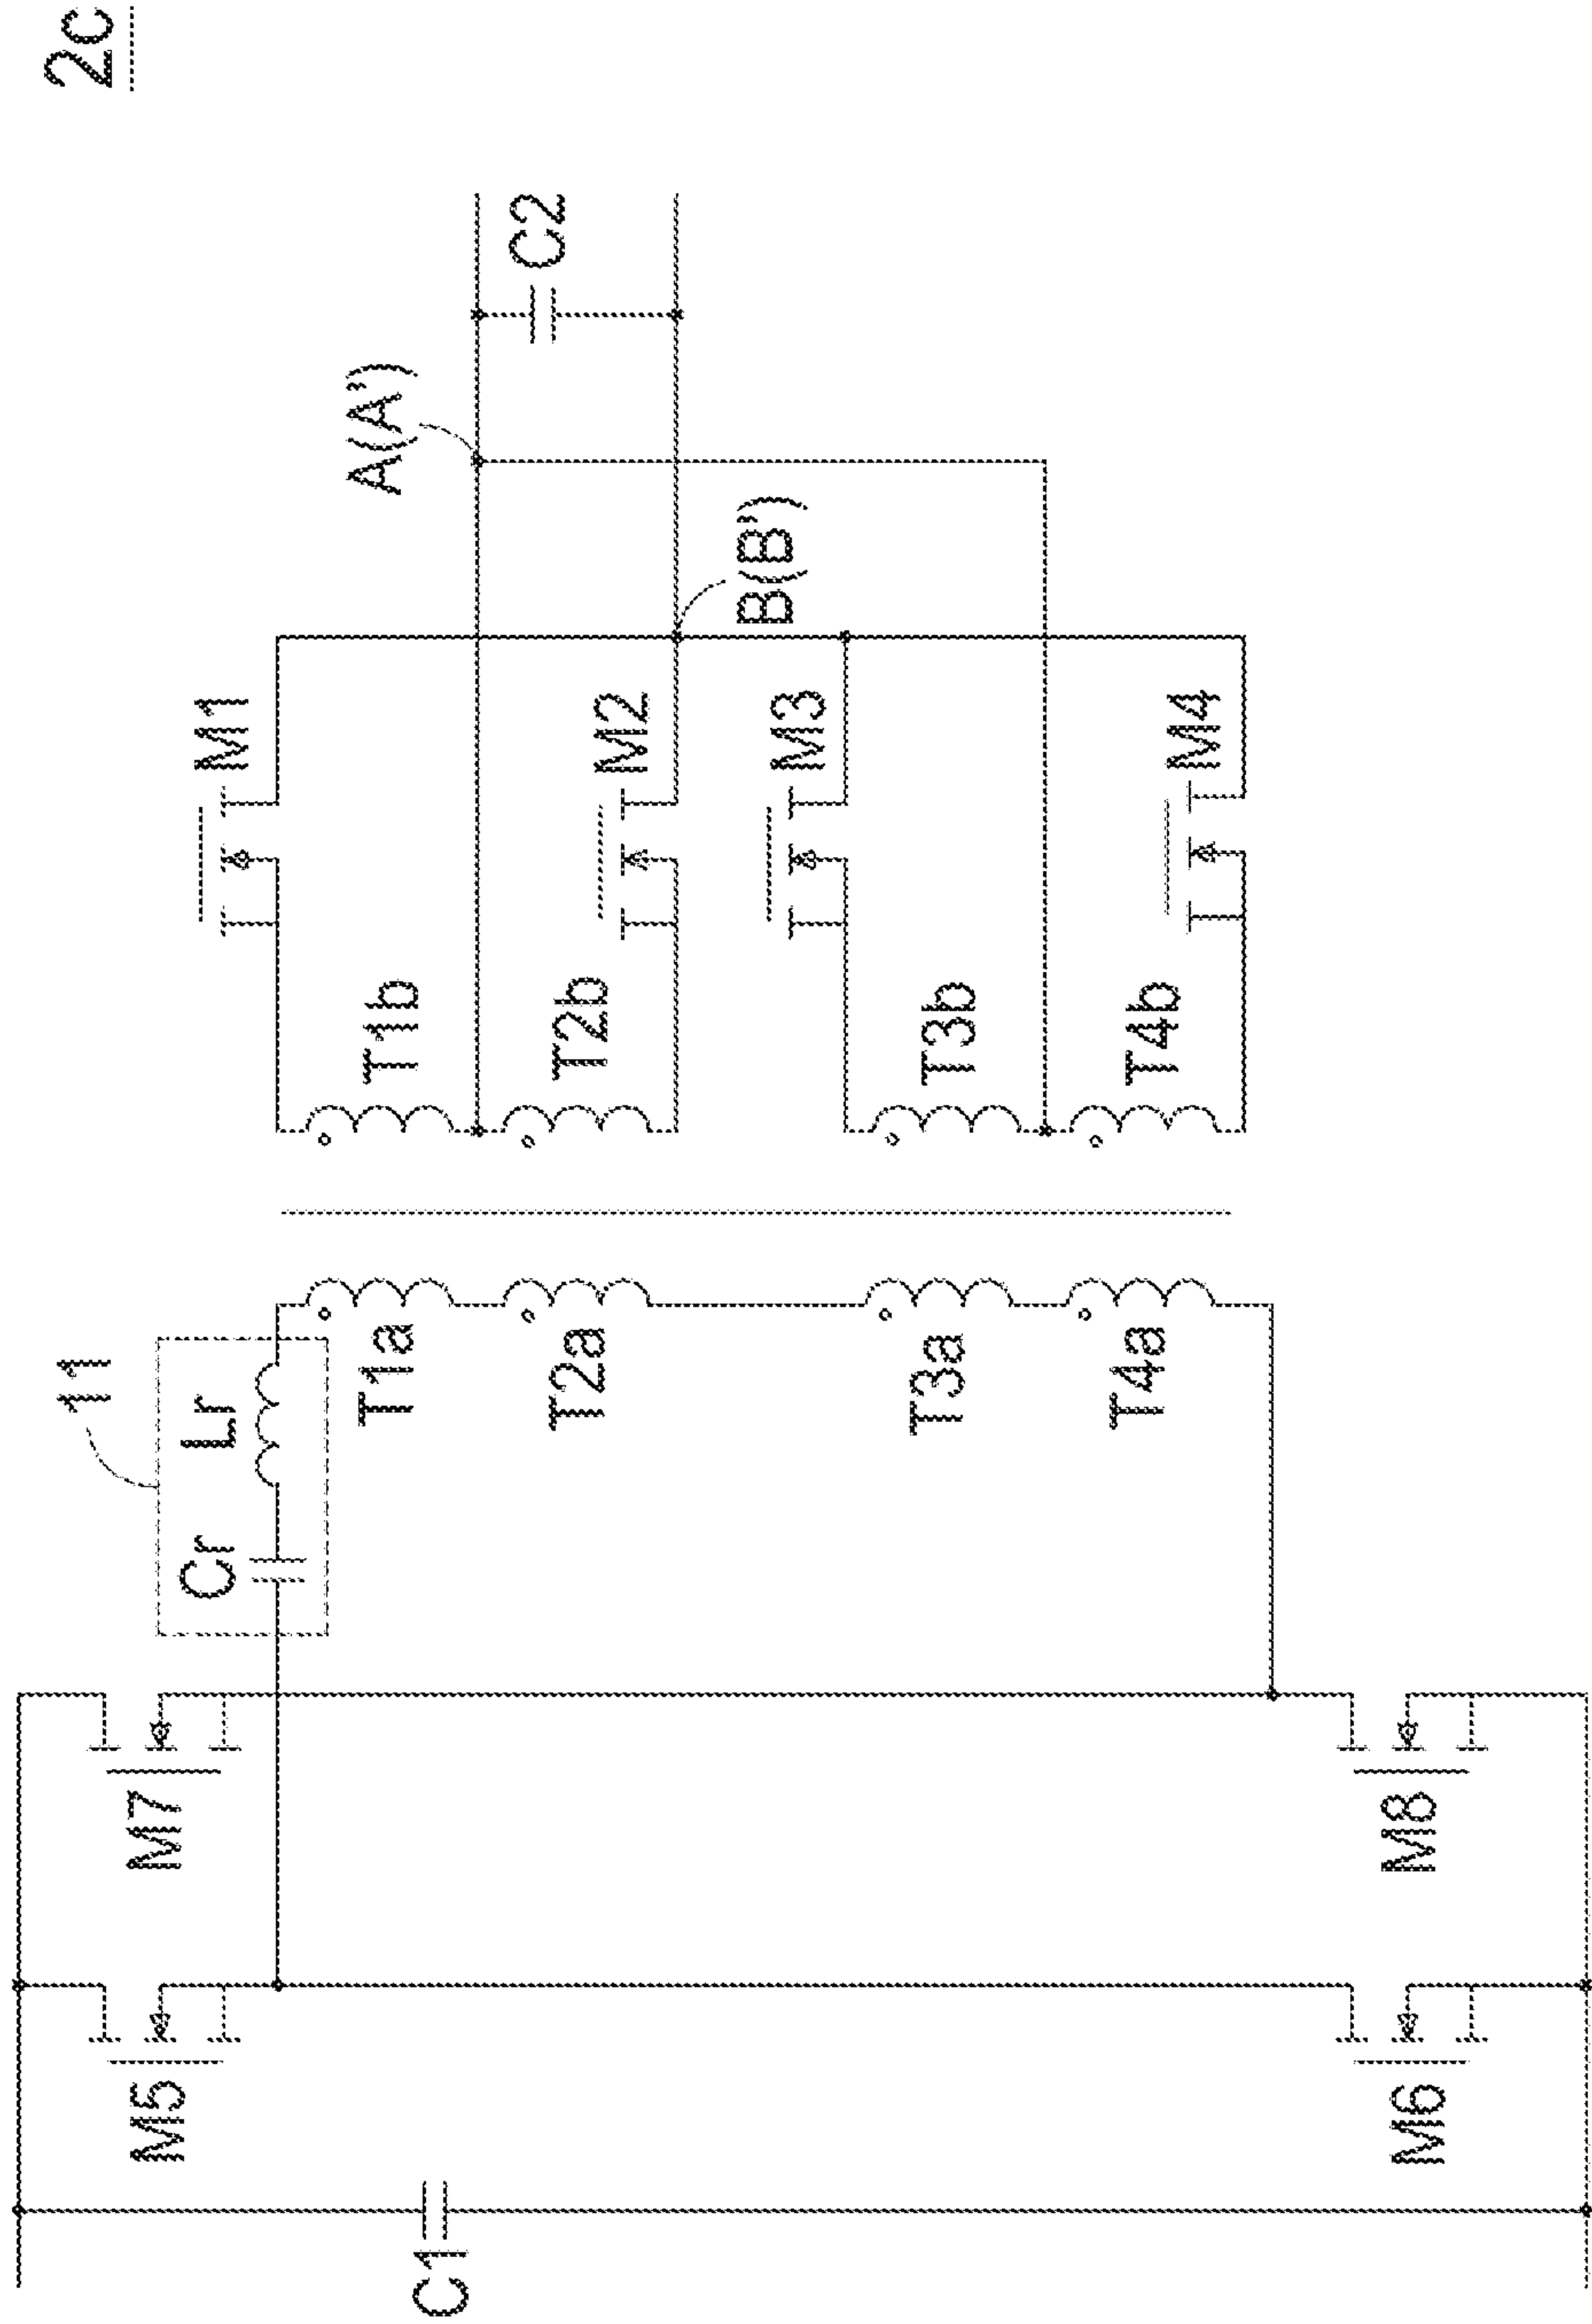 2c
11
Cr
Lr
M7
M5
C1
M8
M6
T1a
T2a
T3a
T4a
T1b
T2b
T3b
T4b
M1
M2
M3
M4
A(A')
B(B')
C2